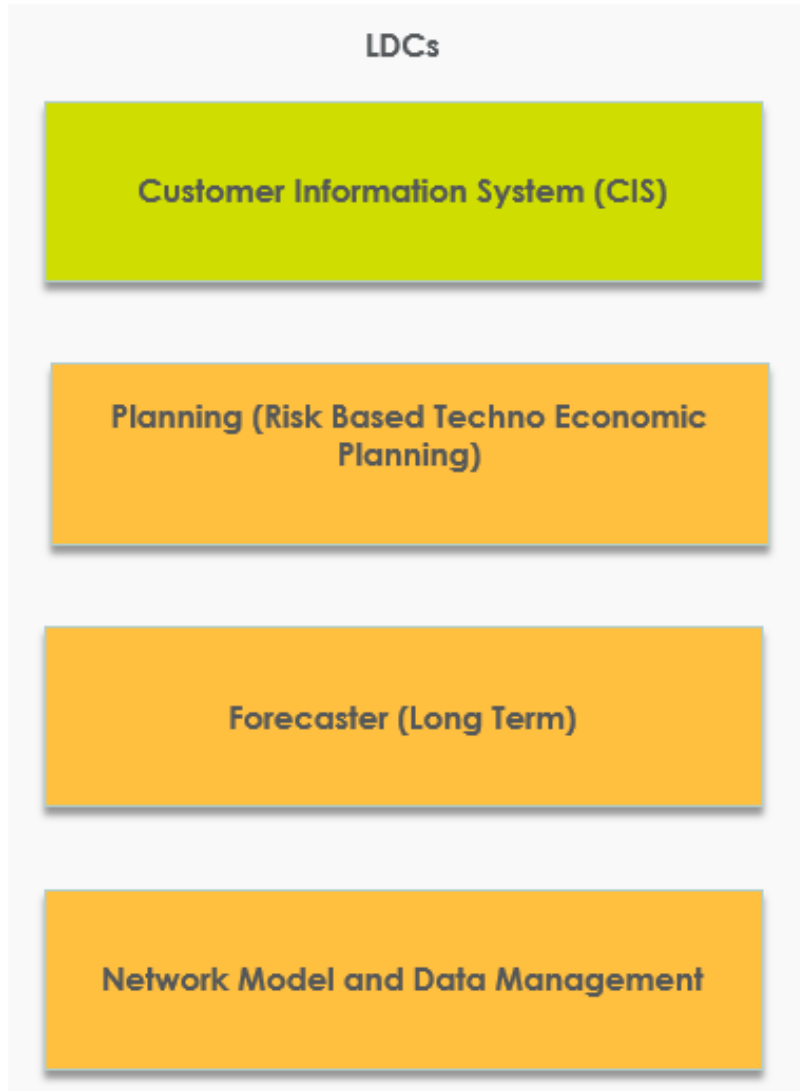 LDCs
Customer Information System (CIS)
Planning (Risk Based Techno Economic
Planning)
Forecaster (Long Term)
Network Model and Data Management